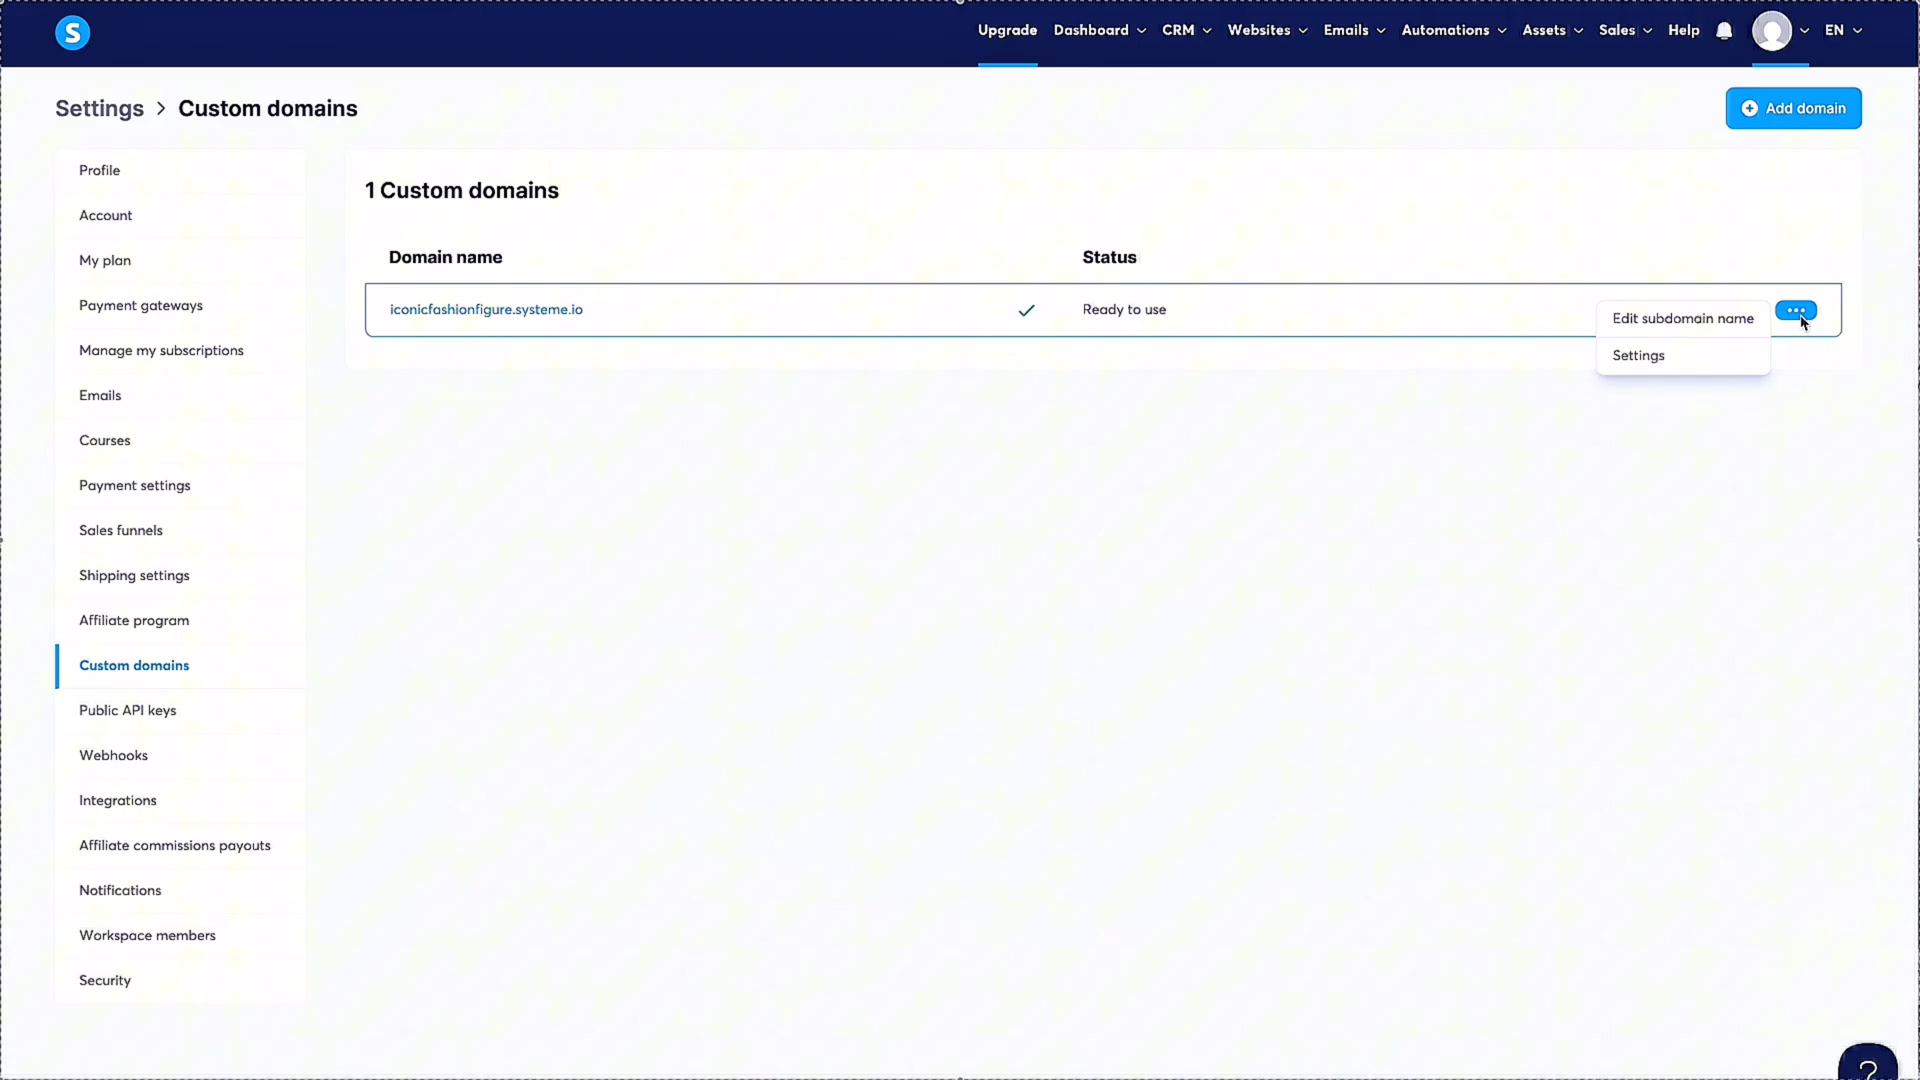 S
Upgrade Dashboard CRM Websites Emails Automations Assets Sales Help EN
Settings > Custom domains
Add domain
Profile
Account
My plan
Payment gateways
Manage my subscriptions
Emails
Courses
Payment settings
Sales funnels
Shipping settings
Affiliate program
Custom domains
Public API keys
Webhooks
Integrations
Affiliate commissions payouts
Notifications
Workspace members
Security
1 Custom domains
Domain name Status
iconicfashionfigure.systeme.io Ready to use
Edit subdomain name
Settings
?